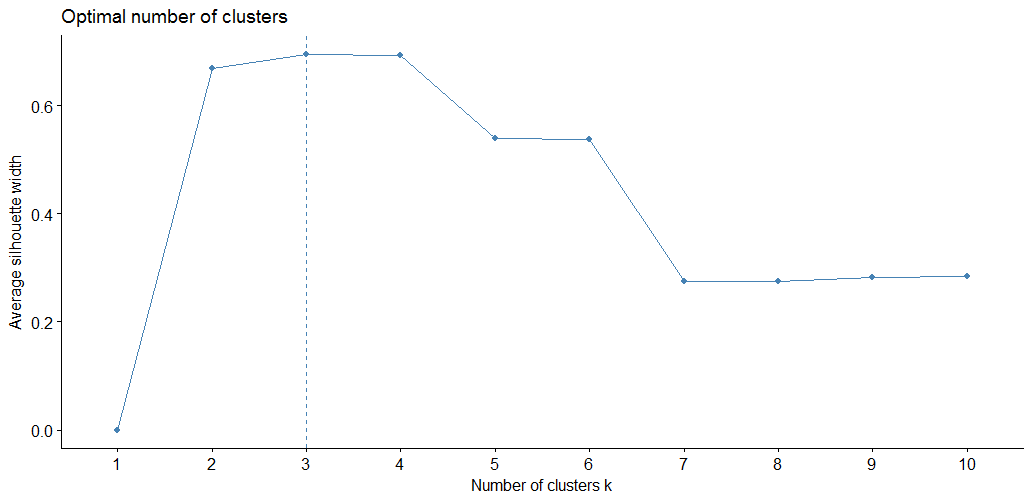 Optimal number of clusters
Average silhouette width
0.6
0.4
0.2
0.0
1 2 3 4 5 6 7 8 9 10
Number of clusters k